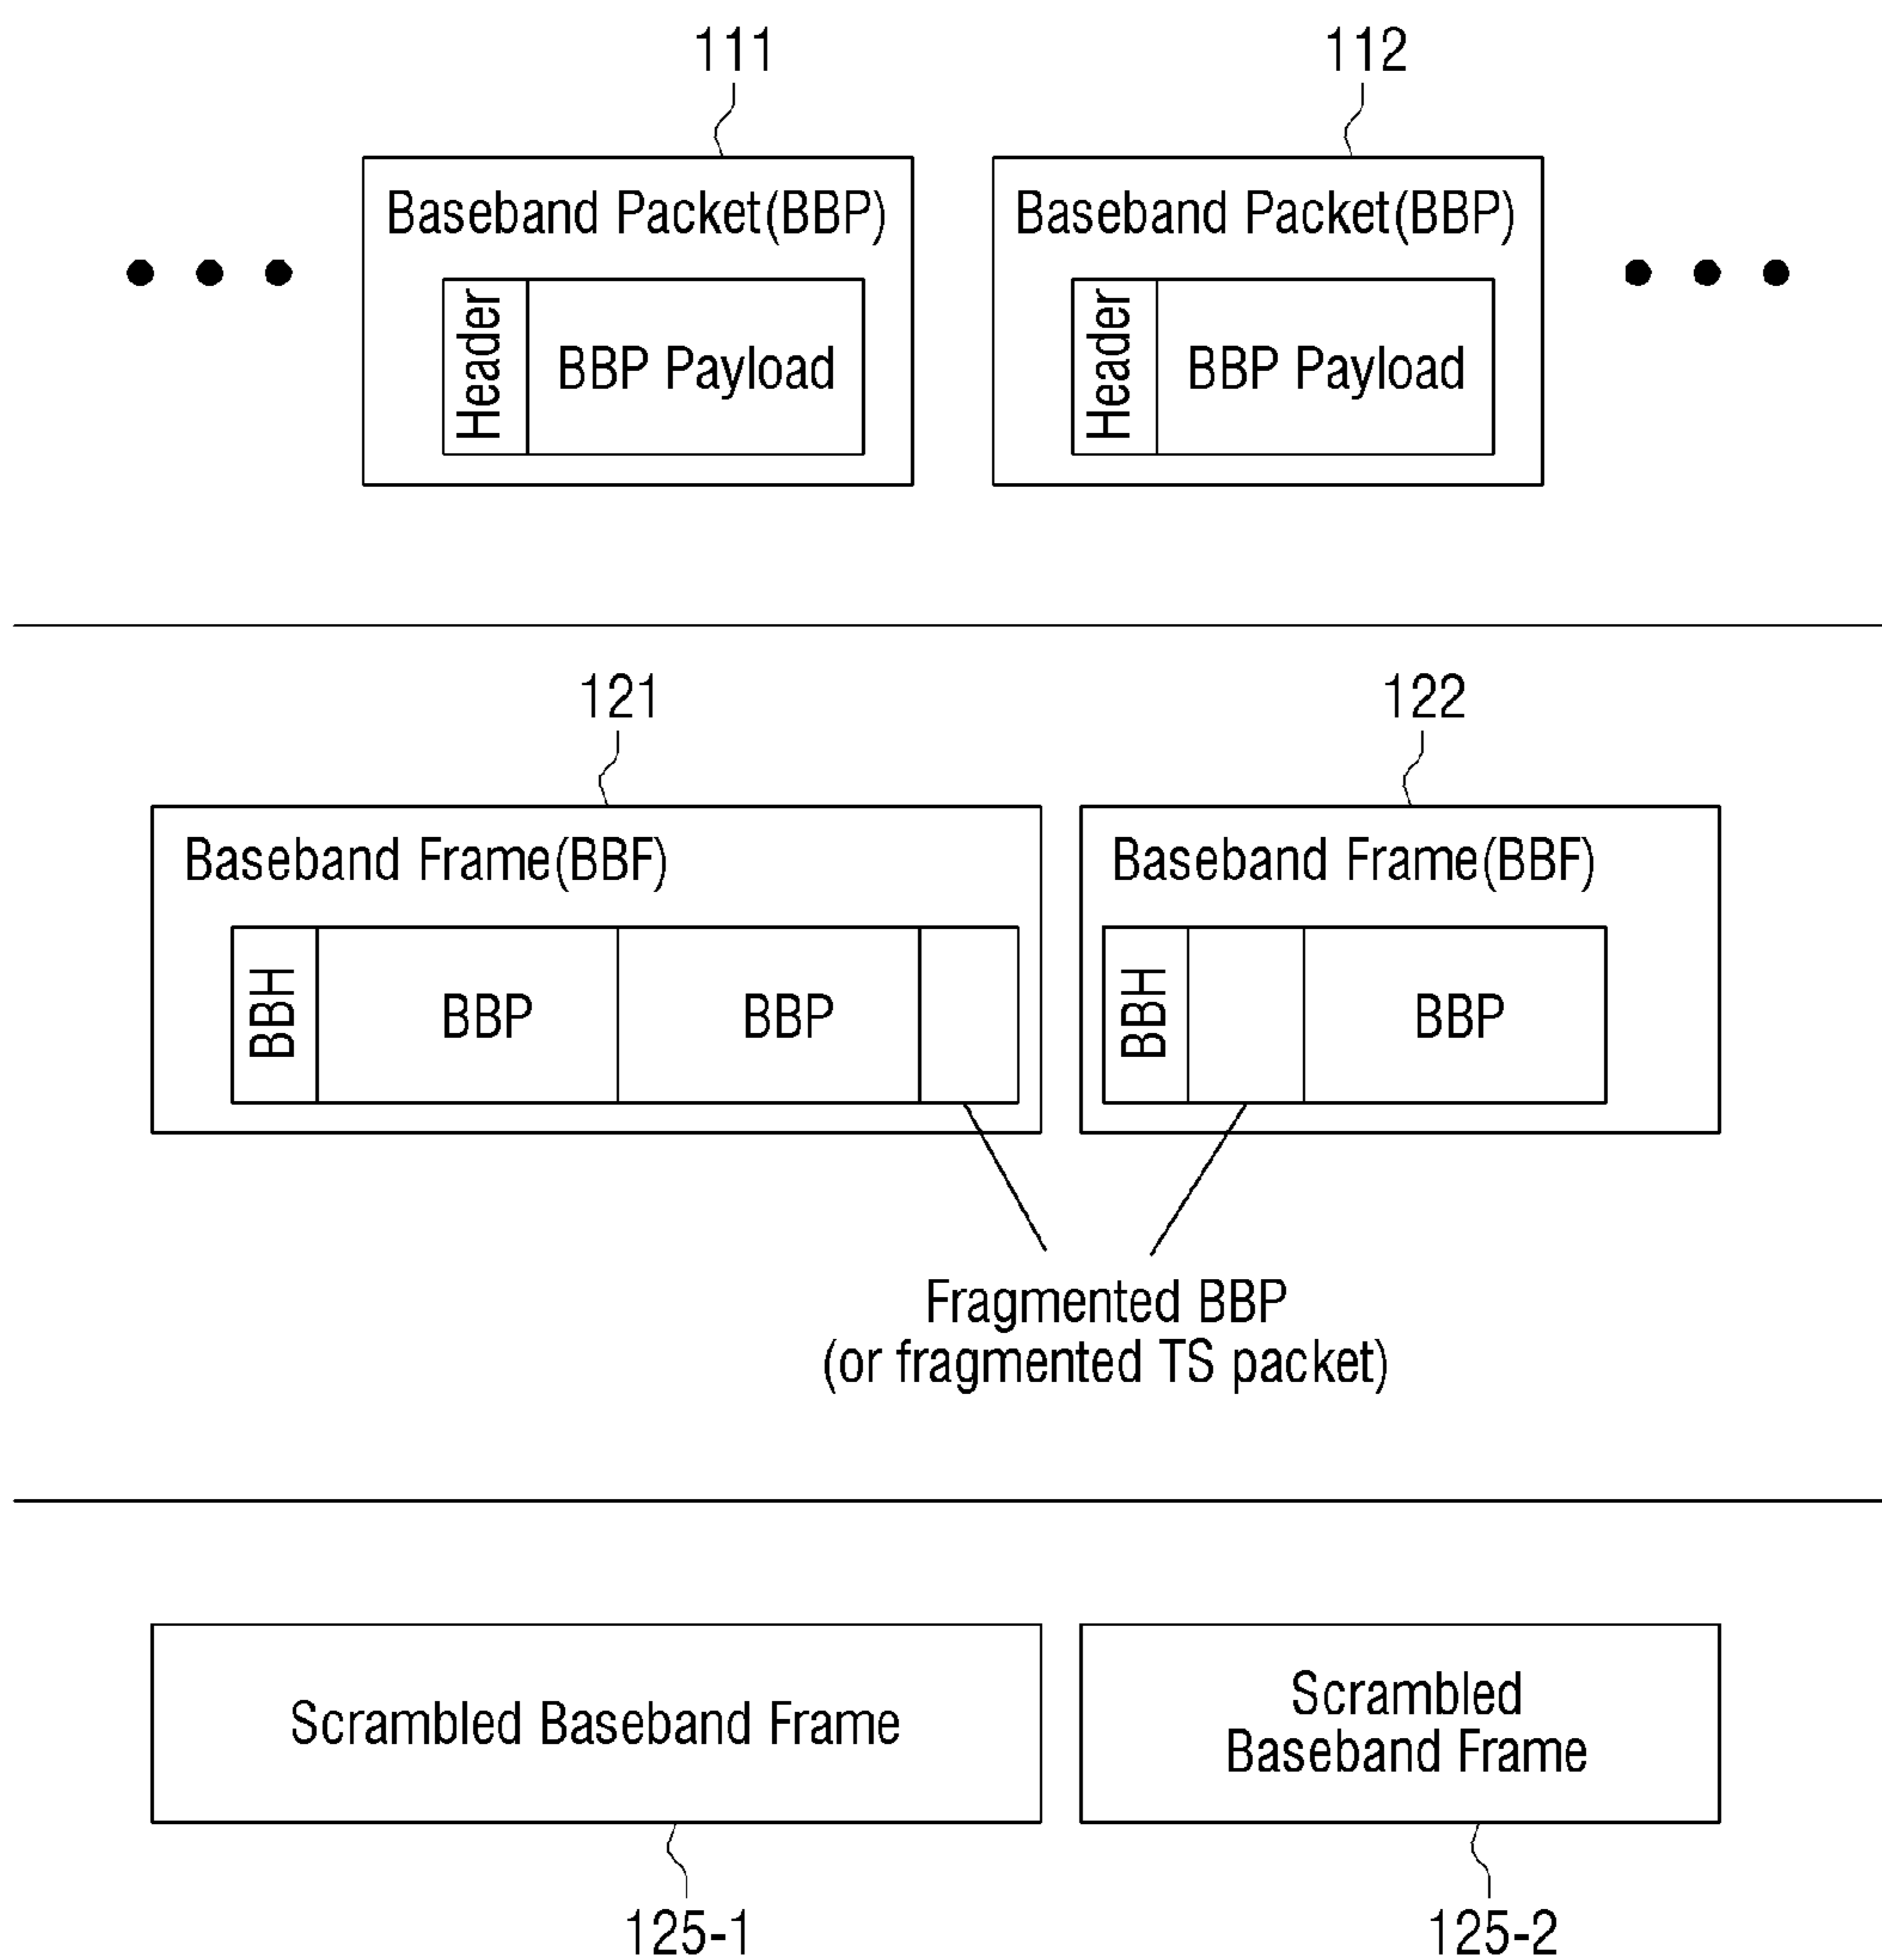 111
112
Baseband Packet(BBP)
Baseband Packet(BBP)
Header
BBP Payload
Header
BBP Payload
121
122
Baseband Frame(BBF)
Baseband Frame(BBF)
BBH
BBP
BBP
BBH
BBP
Fragmented BBP
(or fragmented TS packet)
Scrambled Baseband Frame
Scrambled
Baseband Frame
125-1
125-2